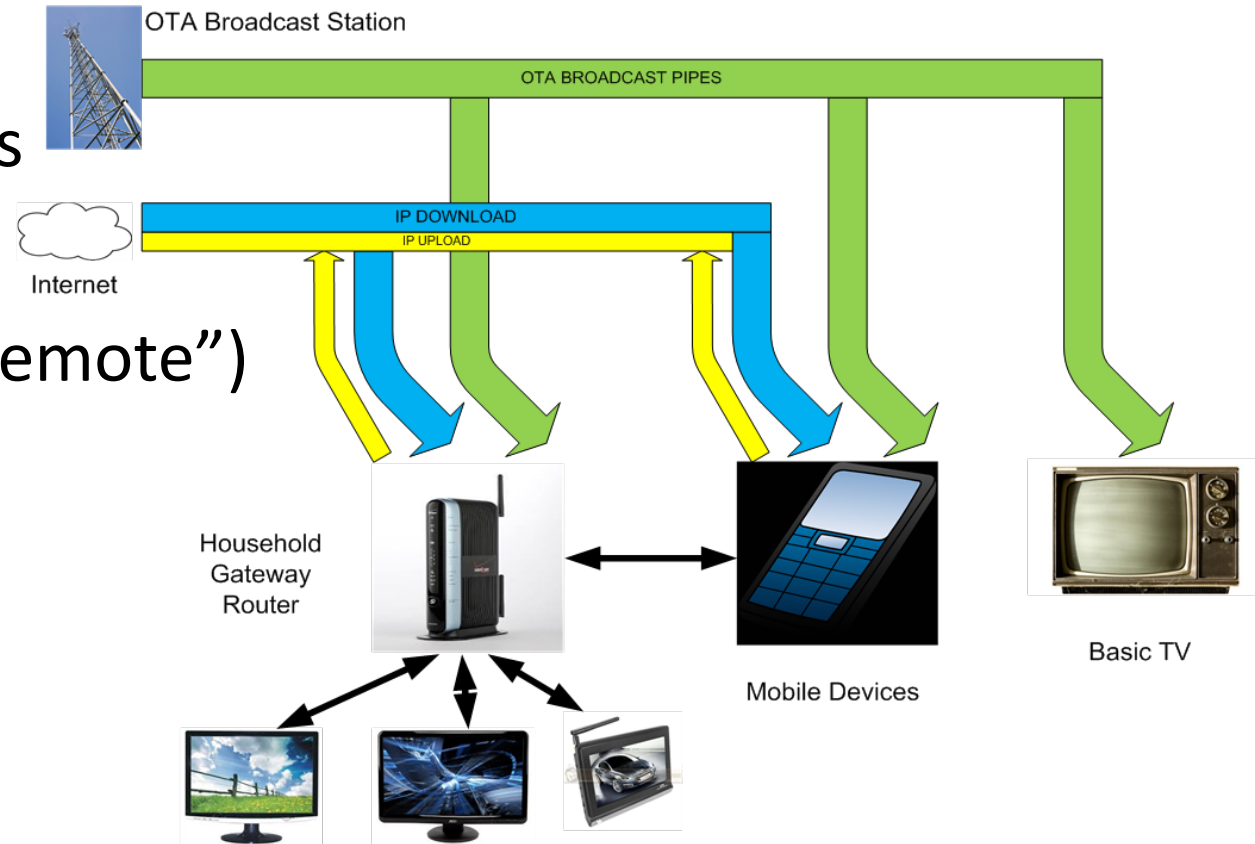 OTA Broadcast Station
OTA BROADCAST PIPES
s
IP DOWNLOAD
IP UPLOAD
Internet
emote”)
Household
Gateway
Router
Basic TV
Mobile Devices